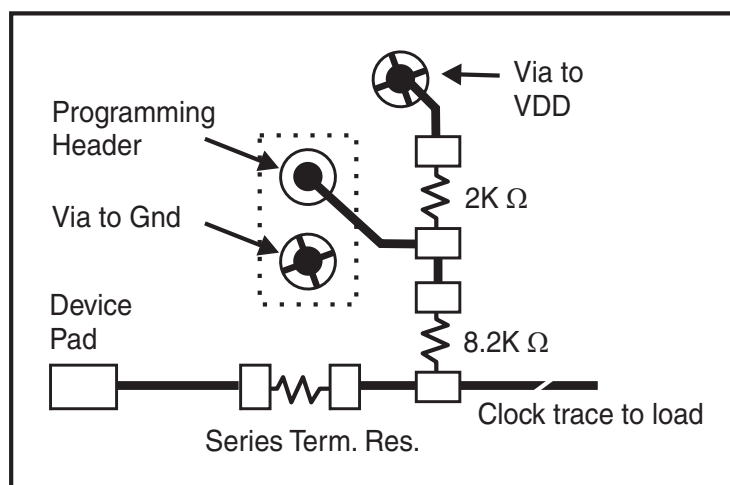 Via to
VDD
Programming
Header
2K Ω
Via to Gnd
Device
Pad
8.2K Ω
Clock trace to load
Series Term. Res.